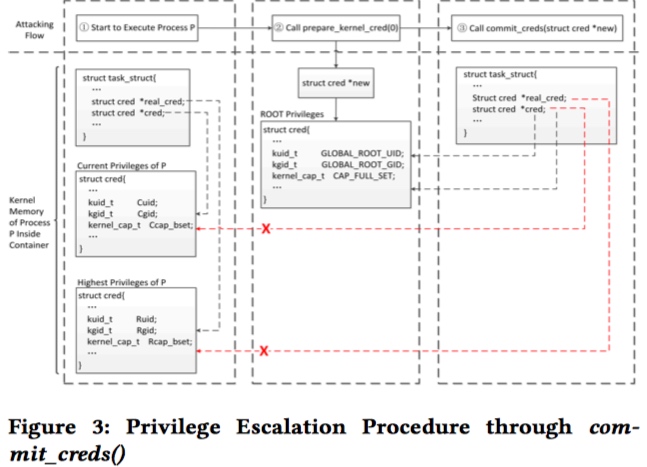 Attacking
Flow
① Start to Execute Process P
② Call prepare_kernel_cred(0)
③ Call commit_creds(struct cred *new)
Kernel
Memory
of Process
P Inside
Container
struct task_struct{
...
struct cred *real_cred;
struct cred *cred;
...
}
Current Privileges of P
struct cred{
...
kuid_t Cuid;
kgid_t Cgid;
kernel_cap_t Ccap_bset;
...
}
Highest Privileges of P
struct cred{
...
kuid_t Ruid;
kgid_t Rgid;
kernel_cap_t Rcap_bset;
...
}
struct cred *new
ROOT Privileges
struct cred{
...
kuid_t GLOBAL_ROOT_UID;
kgid_t GLOBAL_ROOT_GID;
kernel_cap_t CAP_FULL_SET;
...
}
X
X
struct task_struct{
...
Struct cred *real_cred;
struct cred *cred;
...
}
Figure 3: Privilege Escalation Procedure through com-
mit_creds()